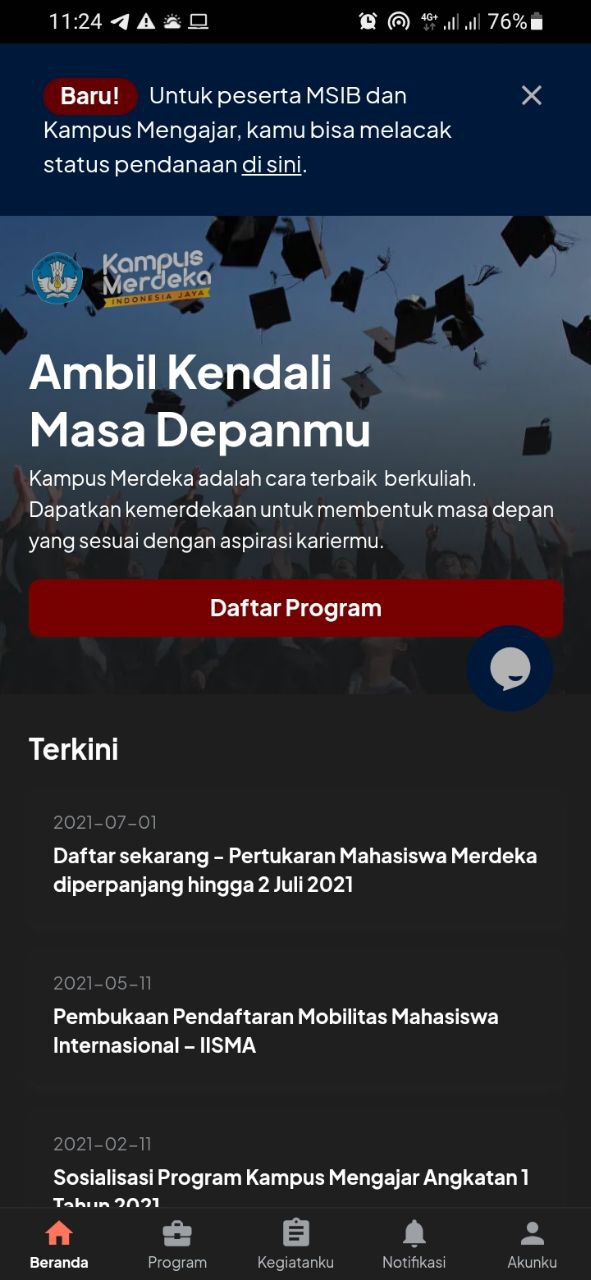 11:24 4G+ 76%
Baru! Untuk peserta MSIB dan
Kampus Mengajar, kamu bisa melacak
status pendanaan di sini.
Kampus
Merdeka
INDONESIA JAYA
Ambil Kendali
Masa Depanmu
Kampus Merdeka adalah cara terbaik berkuliah.
Dapatkan kemerdekaan untuk membentuk masa depan
yang sesuai dengan aspirasi kariermu.
Daftar Program
Terkini
2021-07-01
Daftar sekarang - Pertukaran Mahasiswa Merdeka
diperpanjang hingga 2 Juli 2021
2021-05-11
Pembukaan Pendaftaran Mobilitas Mahasiswa
Internasional – IISMA
2021-02-11
Sosialisasi Program Kampus Mengajar Angkatan 1
Tahun 2021
Beranda Program Kegiatanku Notifikasi Akunku